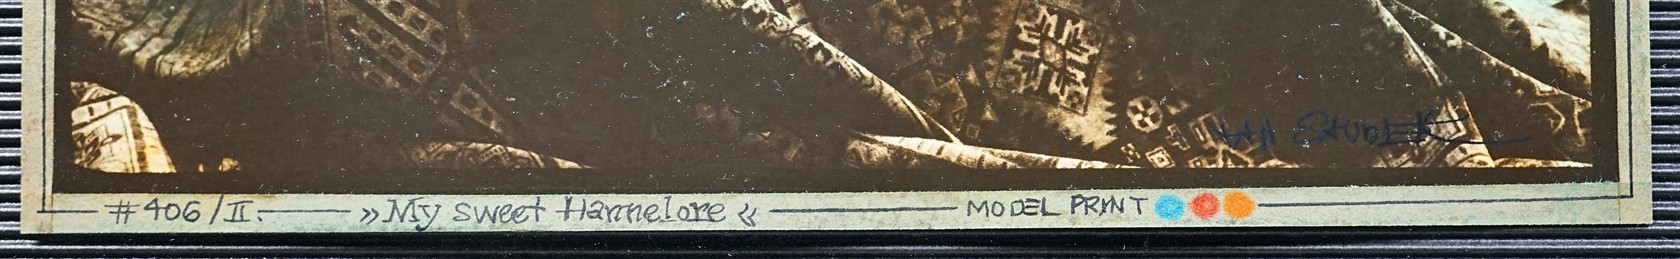 JAN SAUDEK
#406/II. »My sweet Hannelore« MODEL PRINT